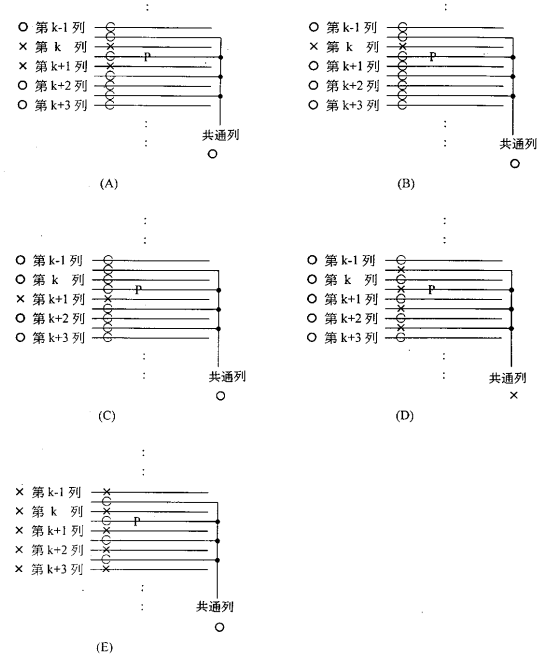 ○ 第 k-1 列
× 第 k 列
× 第 k+1 列
○ 第 k+2 列
○ 第 k+3 列
P
共通列
○
(A)
○ 第 k-1 列
× 第 k 列
○ 第 k+1 列
○ 第 k+2 列
○ 第 k+3 列
P
共通列
○
(B)
○ 第 k-1 列
○ 第 k 列
× 第 k+1 列
○ 第 k+2 列
○ 第 k+3 列
P
共通列
○
(C)
○ 第 k-1 列
○ 第 k 列
○ 第 k+1 列
○ 第 k+2 列
○ 第 k+3 列
P
共通列
×
(D)
× 第 k-1 列
× 第 k 列
× 第 k+1 列
× 第 k+2 列
× 第 k+3 列
P
共通列
○
(E)